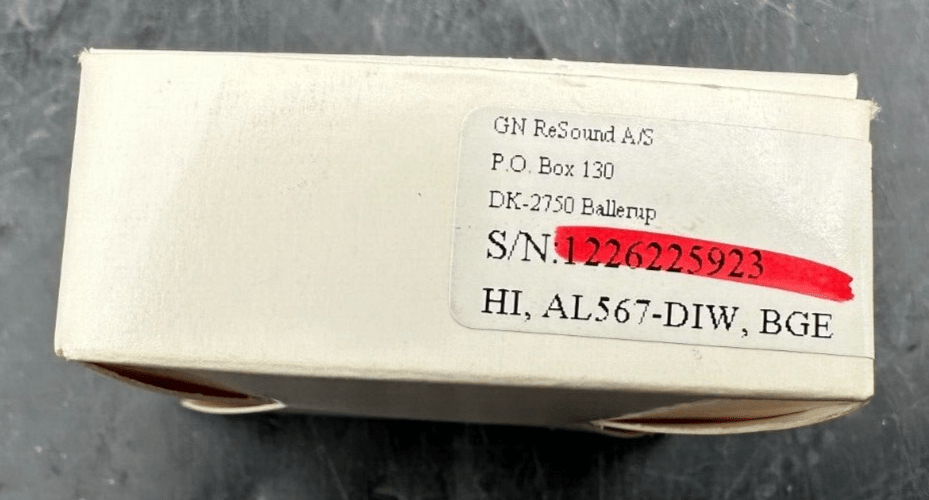 GN ReSound A/S
P.O. Box 130
DK-2750 Ballerup
S/N:1226225923
HI, AL567-DIW, BGE